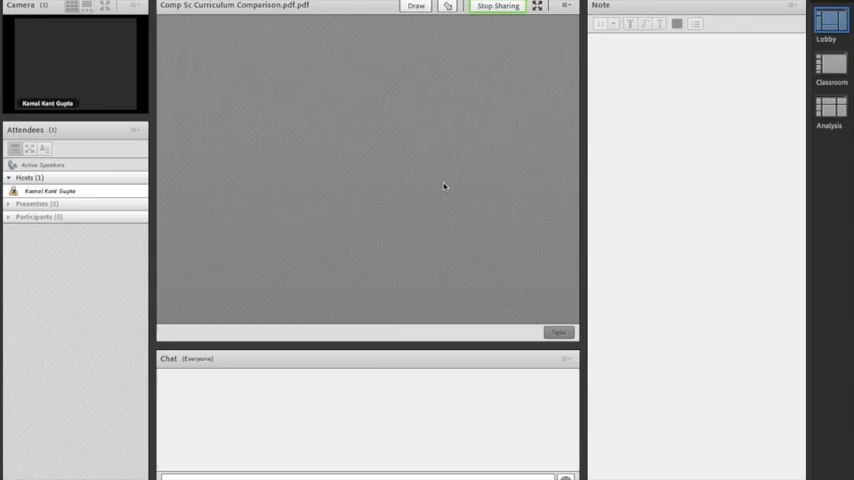 Camera (1)
Kamal Kant Gupta
Attendees (1)
Active Speakers
Hosts (1)
Kamal Kant Gupta
Presenters (0)
Participants (0)
Comp Sc Curriculum Comparison.pdf.pdf
Draw
Stop Sharing
Sync
Chat (Everyone)
Note
11
T T T
Lobby
Classroom
Analysis